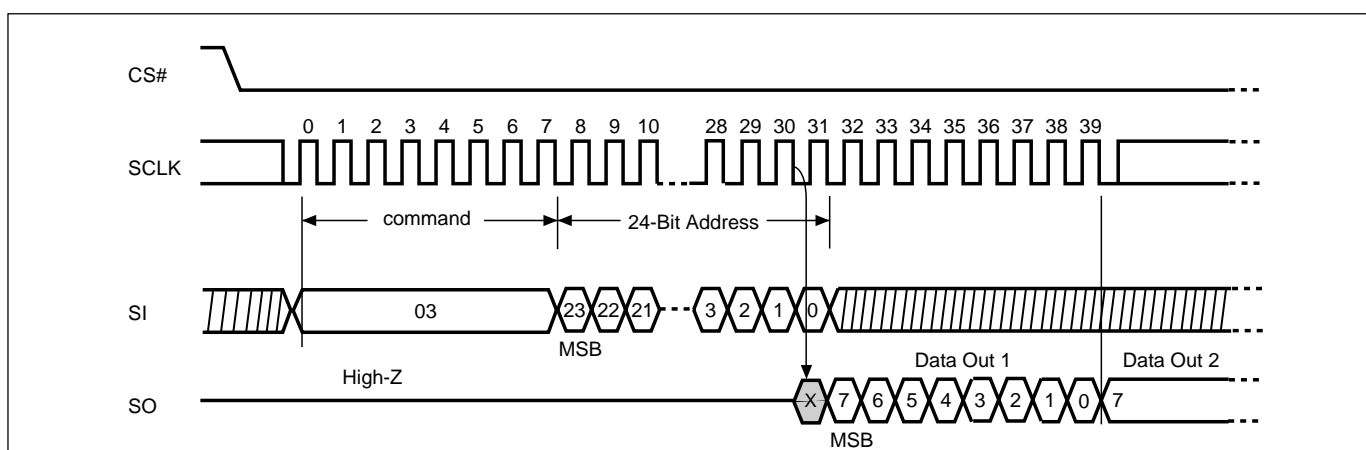 CS#
0 1 2 3 4 5 6 7 8 9 10 28 29 30 31 32 33 34 35 36 37 38 39
SCLK
command 24-Bit Address
SI 03 23 22 21 3 2 1 0
MSB
Data Out 1 Data Out 2
High-Z
SO X 7 6 5 4 3 2 1 0 7
MSB